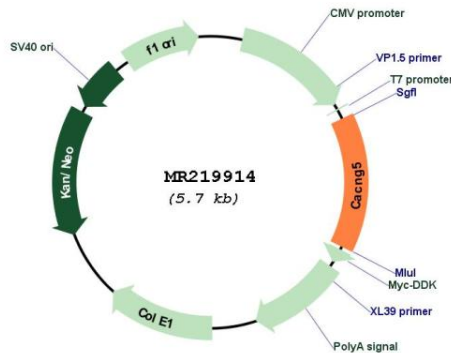 CMV promoter
SV40 ori
f1 ori
VP1.5 primer
T7 promoter
SgfI
Kan/Neo
MR219914
(5.7 kb)
Cacng5
MluI
Myc-DDK
XL39 primer
Col E1
PolyA signal